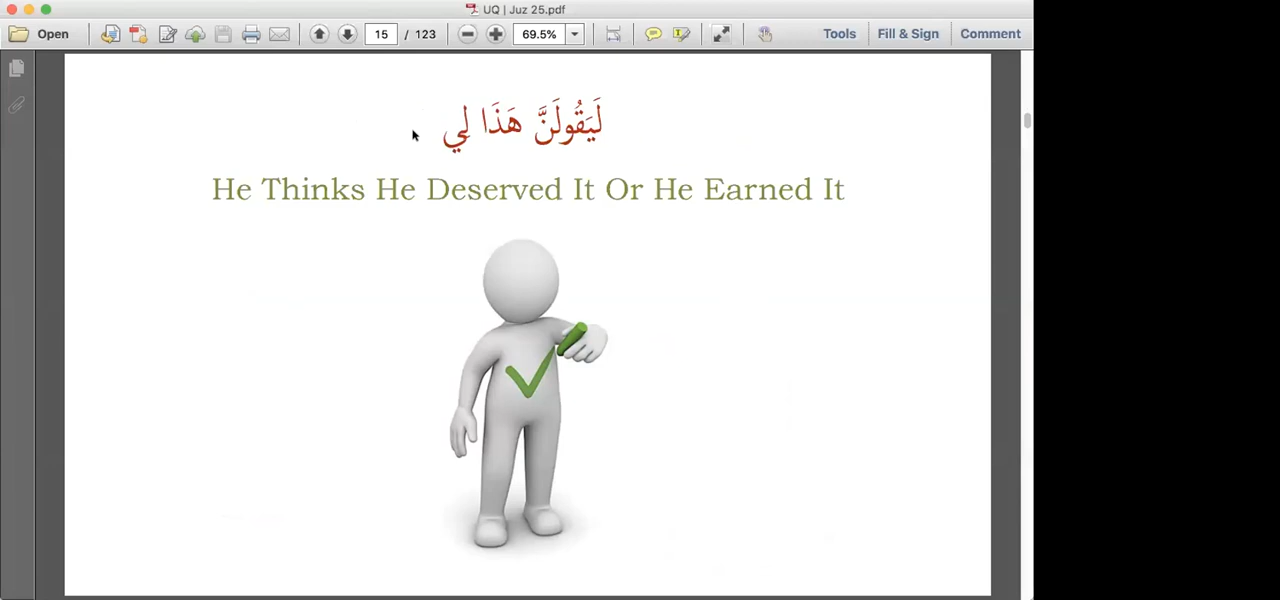 UQ | Juz 25.pdf
Open 15 / 123 69.5% Tools Fill & Sign Comment
لَيَقُولَنَّ هَذَا لِي
He Thinks He Deserved It Or He Earned It